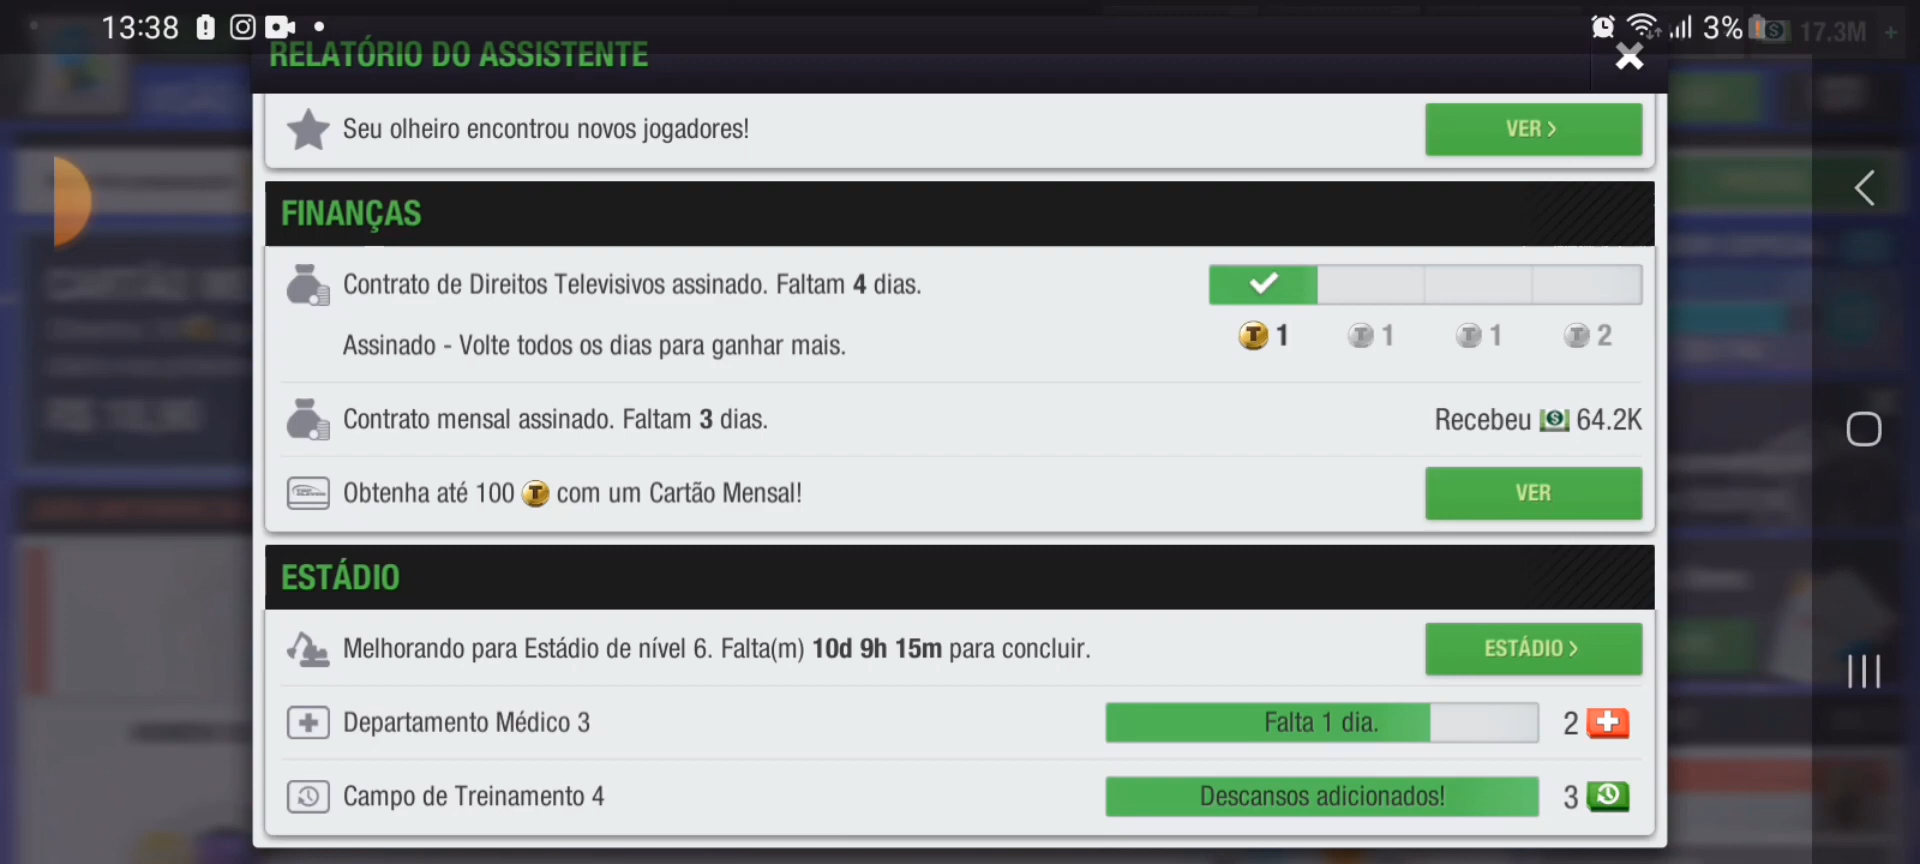 13:38
3%
17.3M +
RELATÓRIO DO ASSISTENTE
Seu olheiro encontrou novos jogadores!
VER >
FINANÇAS
Contrato de Direitos Televisivos assinado. Faltam 4 dias.
T 1 T 1 T 1 T 2
Assinado - Volte todos os dias para ganhar mais.
Contrato mensal assinado. Faltam 3 dias.
Recebeu $ 64.2K
Obtenha até 100 T com um Cartão Mensal!
VER
ESTÁDIO
Melhorando para Estádio de nível 6. Falta(m) 10d 9h 15m para concluir.
ESTÁDIO >
Departamento Médico 3
Falta 1 dia.
2
Campo de Treinamento 4
Descansos adicionados!
3